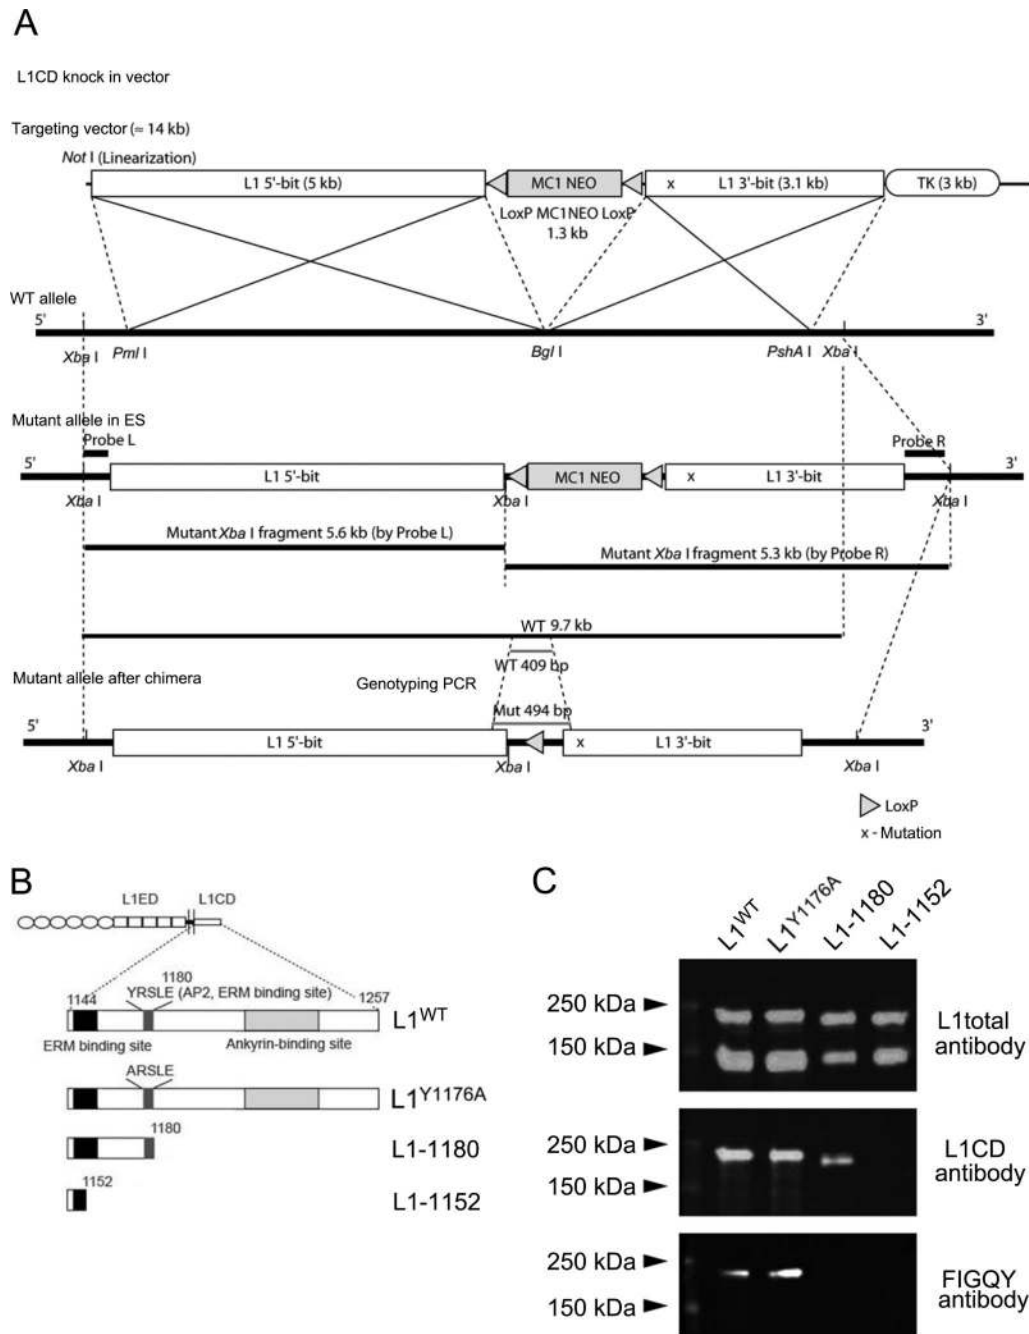 A
L1CD knock in vector
Targeting vector (≈ 14 kb)
Not I (Linearization)
L1 5'-bit (5 kb)
MC1 NEO
x
L1 3'-bit (3.1 kb)
TK (3 kb)
LoxP MC1NEO LoxP
1.3 kb
WT allele
5'
3'
Xba I
Pml I
Bgl I
PshA I
Xba I
Mutant allele in ES
Probe L
Probe R
5'
L1 5'-bit
MC1 NEO
x
L1 3'-bit
3'
Xba I
Xba I
Xba I
Mutant Xba I fragment 5.6 kb (by Probe L)
Mutant Xba I fragment 5.3 kb (by Probe R)
WT 9.7 kb
WT 409 bp
Mutant allele after chimera
Genotyping PCR
Mut 494 bp
5'
3'
L1 5'-bit
x
L1 3'-bit
Xba I
Xba I
Xba I
LoxP
x - Mutation
B
L1ED
L1CD
1180
1144
YRSLE (AP2, ERM binding site)
1257
L1WT
ERM binding site
Ankyrin-binding site
ARSLE
L1Y1176A
1180
L1-1180
1152
L1-1152
C
L1WT
L1Y1176A
L1-1180
L1-1152
250 kDa
150 kDa
L1total
antibody
250 kDa
150 kDa
L1CD
antibody
250 kDa
150 kDa
FIGQY
antibody